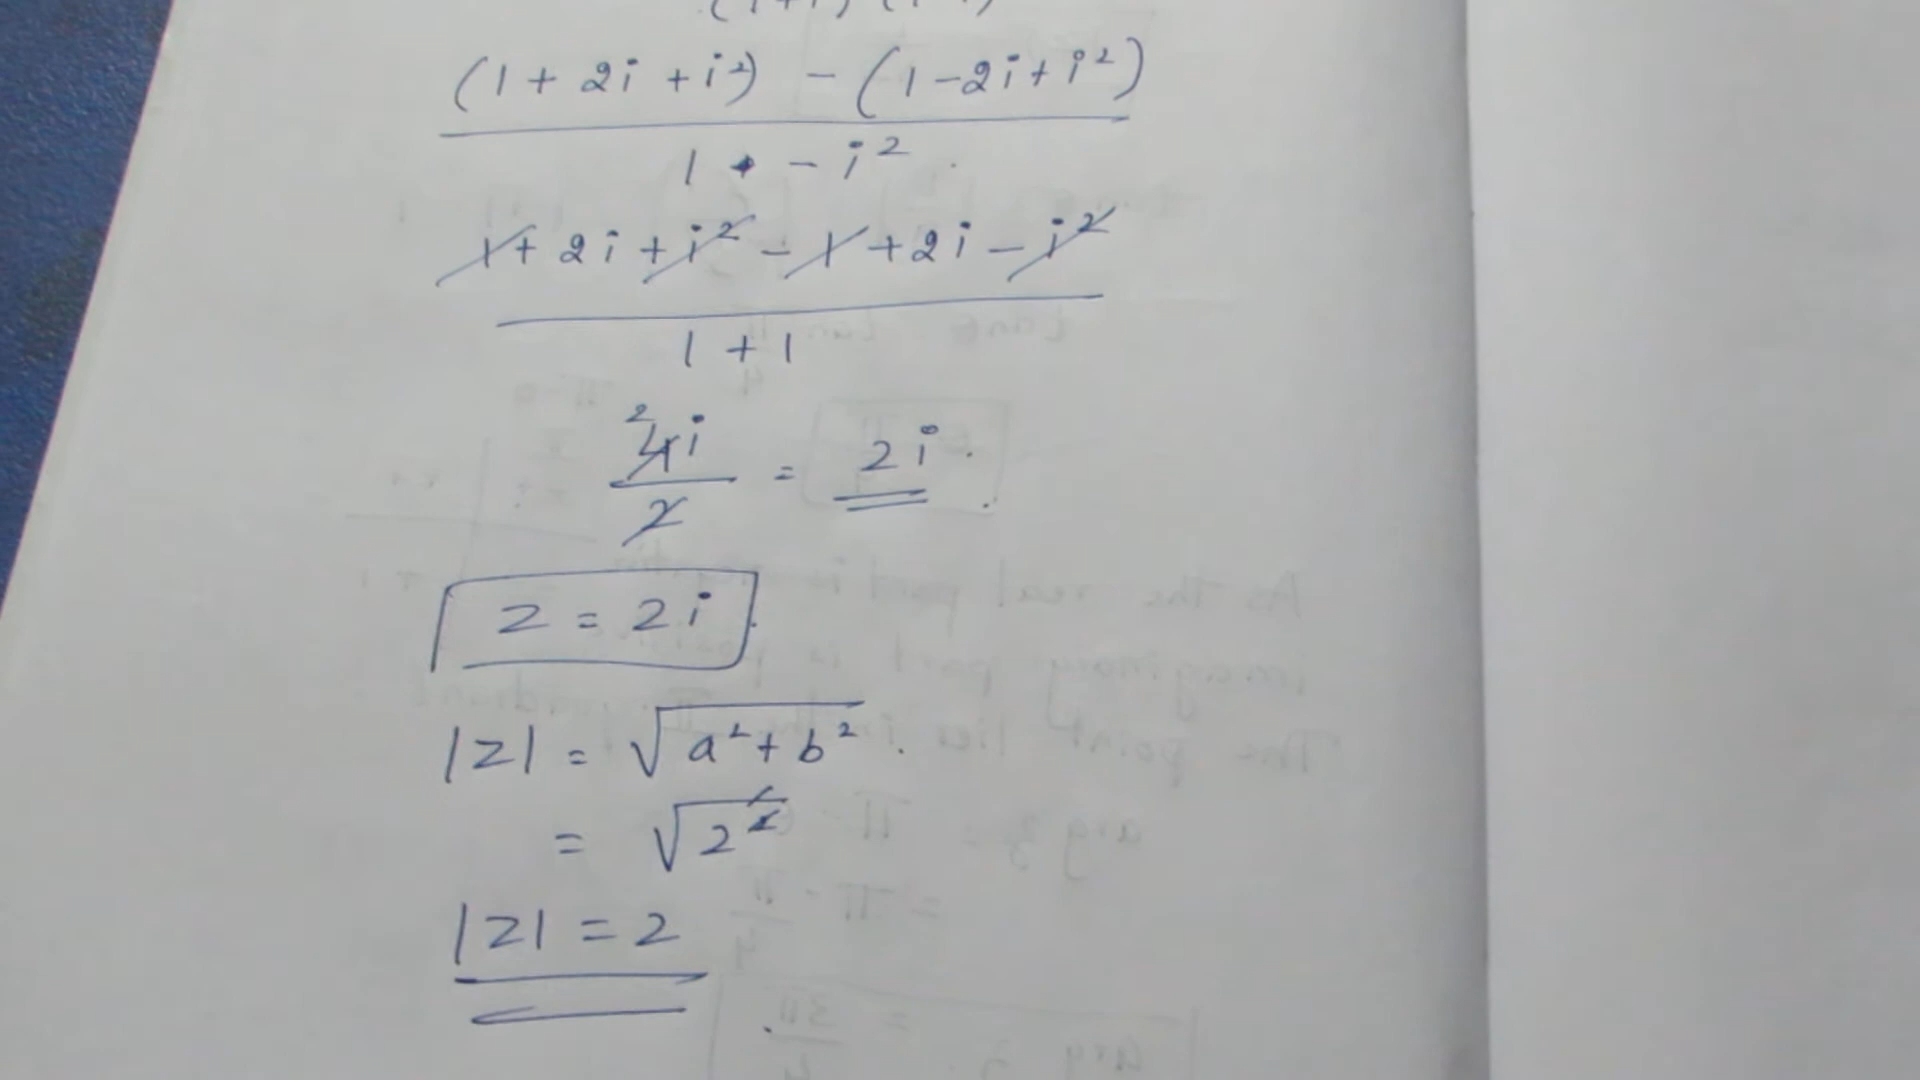 (1 + 2i + i²) - (1 - 2i + i²)
1 - i²
1 + 2i + i² - 1 + 2i - i²
1 + 1
2
4i
2
= 2i.
Z = 2i.
|Z| = √a² + b².
= √2²
|Z| = 2